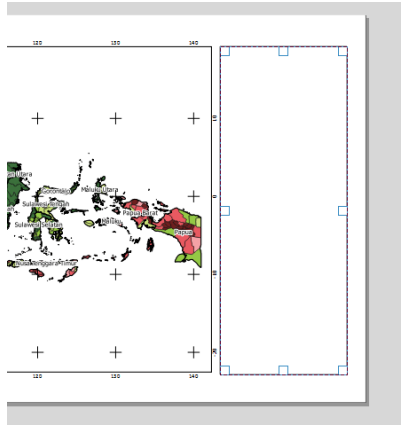 120 130 140
10
o Utara
Gorontalo
Maluku Utara
Sulawesi Tengah
Papua Barat
Sulawesi Selatan
Maluku
Papua
0
Nusa Tenggara Timur
-10
-20
120 130 140